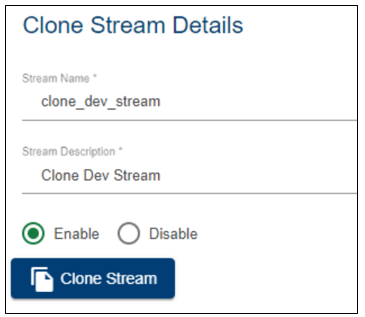 Clone Stream Details
Stream Name *
clone_dev_stream
Stream Description *
Clone Dev Stream
Enable Disable
Clone Stream